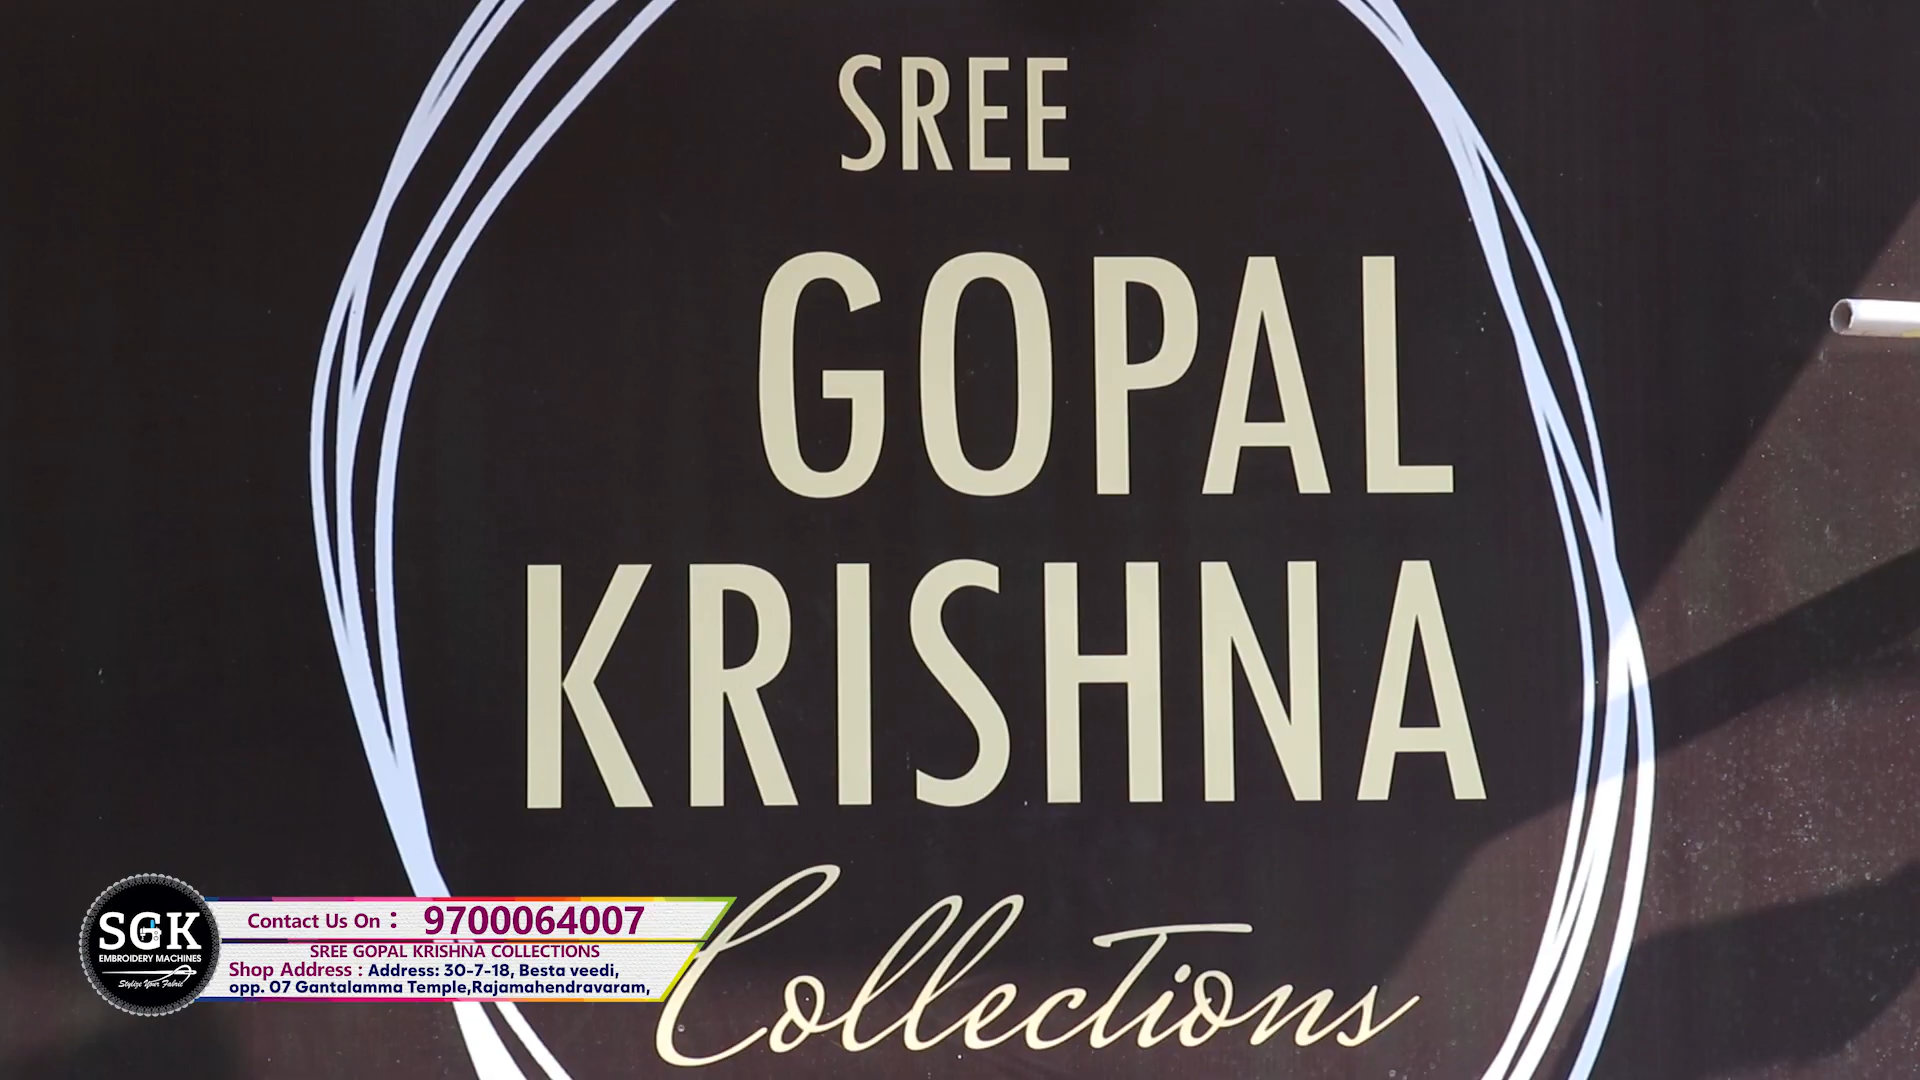 SREE
GOPAL
KRISHNA
Collections
SGK
EMBROIDERY MACHINES
Stylize Your Fabric
Contact Us On : 9700064007
SREE GOPAL KRISHNA COLLECTIONS
Shop Address : Address: 30-7-18, Besta veedi,
opp. 07 Gantalamma Temple,Rajamahendravaram,